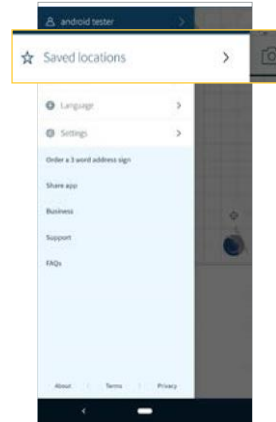 android tester
Saved locations
Language
Settings
Order a 3 word address sign
Share app
Business
Support
FAQs
About
Terms
Privacy